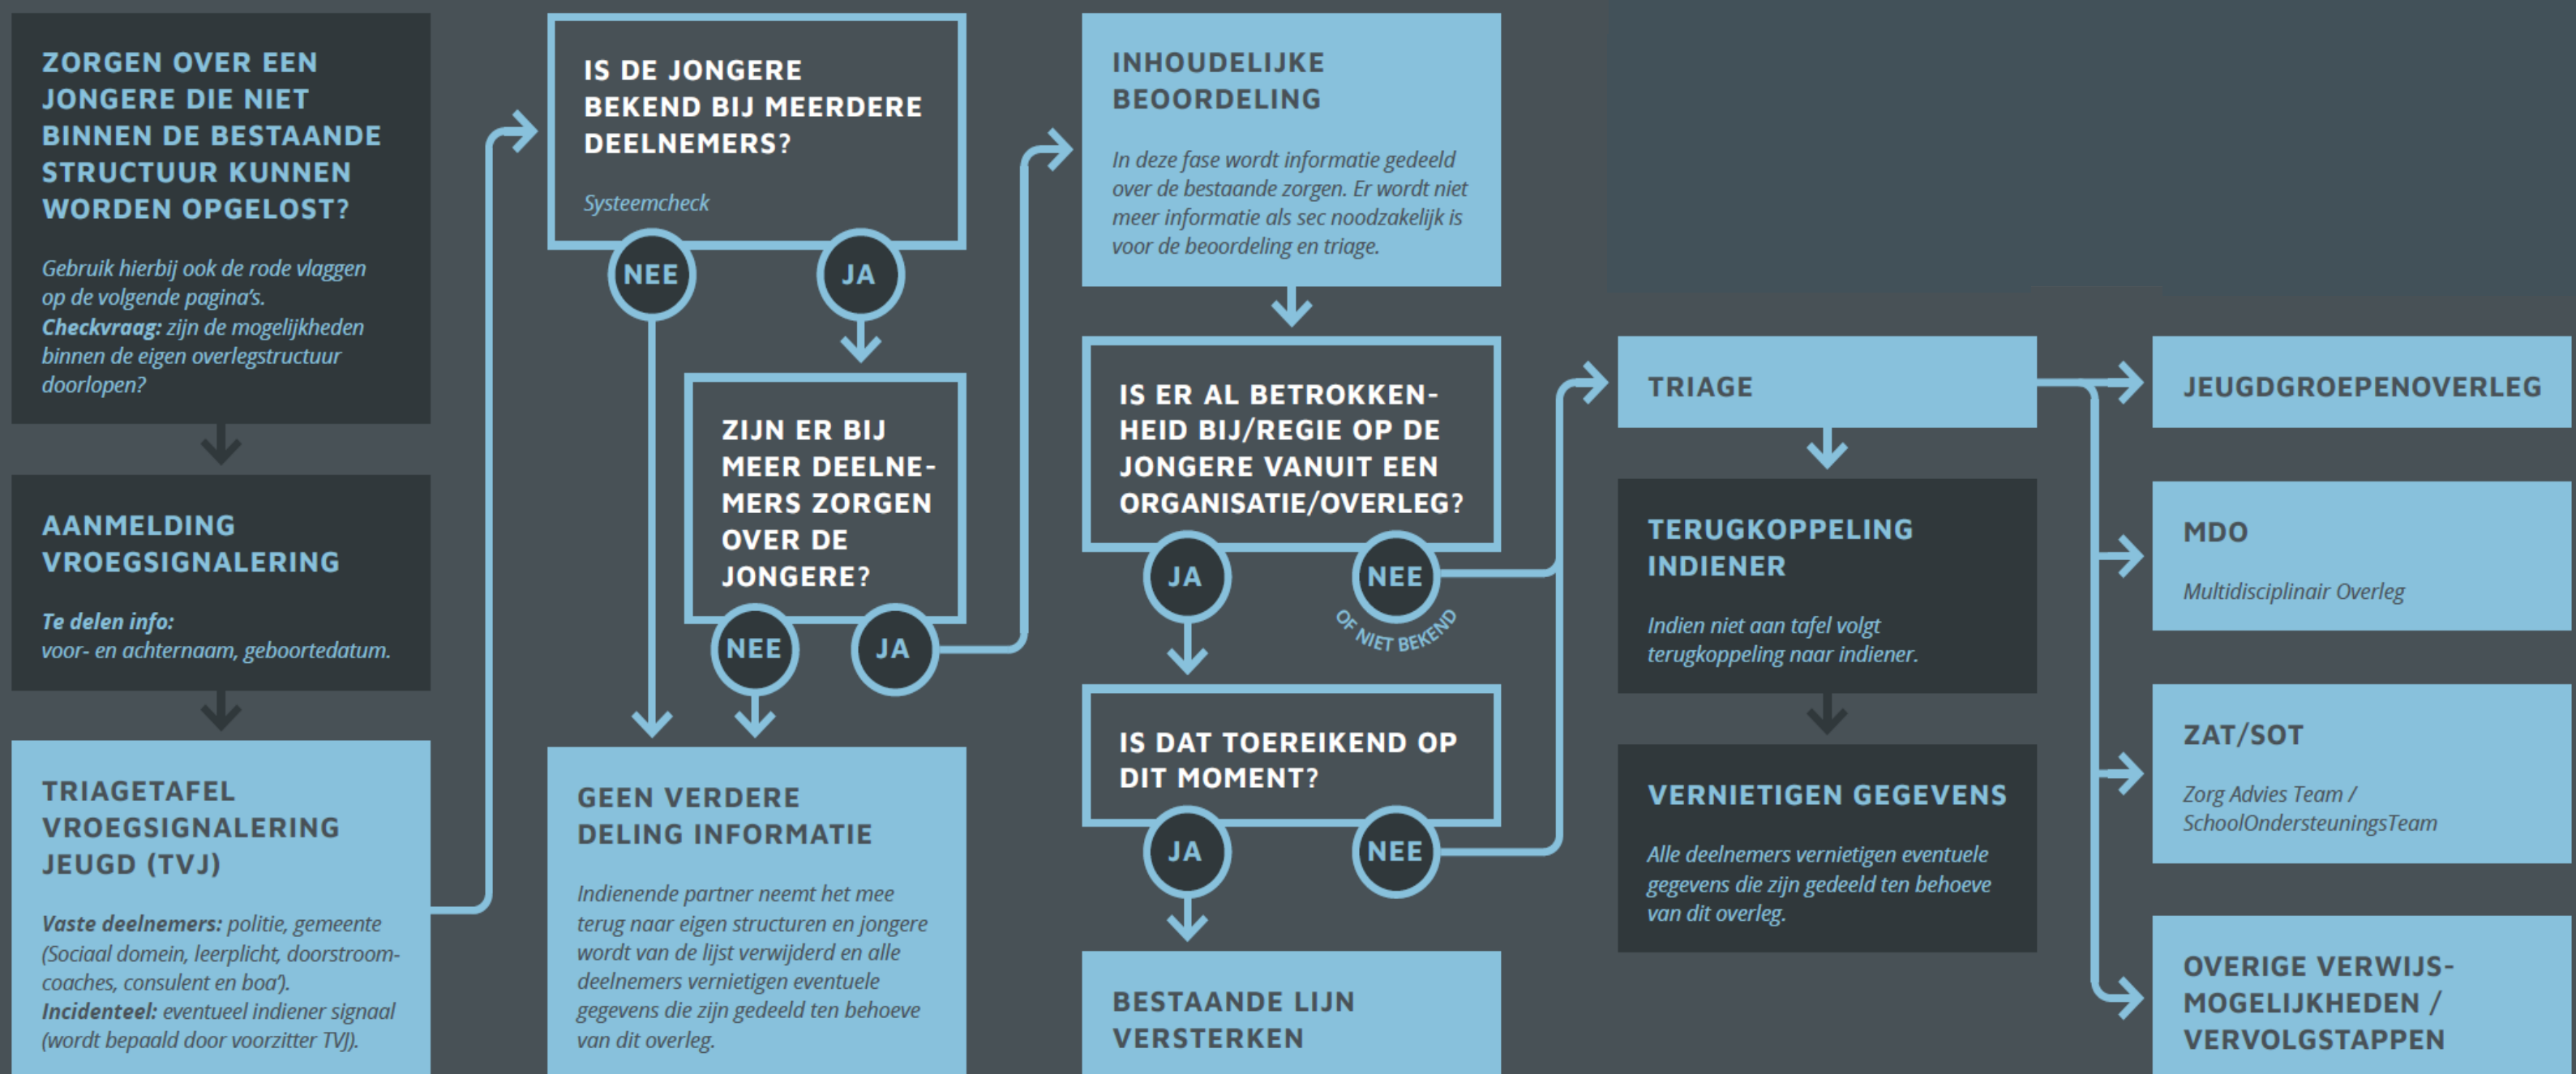 ZORGEN OVER EEN
JONGERE DIE NIET
BINNEN DE BESTAANDE
STRUCTUUR KUNNEN
WORDEN OPGELOST?
Gebruik hierbij ook de rode vlaggen
op de volgende pagina's.
Checkvraag: zijn de mogelijkheden
binnen de eigen overlegstructuur
doorlopen?
AANMELDING
VROEGSIGNALERING
Te delen info:
voor- en achternaam, geboortedatum.
TRIAGETAFEL
VROEGSIGNALERING
JEUGD (TVJ)
Vaste deelnemers: politie, gemeente
(Sociaal domein, leerplicht, doorstroom-
coaches, consulent en boa').
Incidenteel: eventueel indiener signaal
(wordt bepaald door voorzitter TVJ).
IS DE JONGERE
BEKEND BIJ MEERDERE
DEELNEMERS?
Systeemcheck
NEE
JA
ZIJN ER BIJ
MEER DEELNE-
MERS ZORGEN
OVER DE
JONGERE?
NEE
JA
GEEN VERDERE
DELING INFORMATIE
Indienende partner neemt het mee
terug naar eigen structuren en jongere
wordt van de lijst verwijderd en alle
deelnemers vernietigen eventuele
gegevens die zijn gedeeld ten behoeve
van dit overleg.
INHOUDELIJKE
BEOORDELING
In deze fase wordt informatie gedeeld
over de bestaande zorgen. Er wordt niet
meer informatie als sec noodzakelijk is
voor de beoordeling en triage.
IS ER AL BETROKKEN-
HEID BIJ/REGIE OP DE
JONGERE VANUIT EEN
ORGANISATIE/OVERLEG?
JA
NEE
OF NIET BEKEND
IS DAT TOEREIKEND OP
DIT MOMENT?
JA
NEE
BESTAANDE LIJN
VERSTERKEN
TRIAGE
TERUGKOPPELING
INDIENER
Indien niet aan tafel volgt
terugkoppeling naar indiener.
VERNIETIGEN GEGEVENS
Alle deelnemers vernietigen eventuele
gegevens die zijn gedeeld ten behoeve
van dit overleg.
JEUGDGROEPENOVERLEG
MDO
Multidisciplinair Overleg
ZAT/SOT
Zorg Advies Team /
SchoolOndersteuningsTeam
OVERIGE VERWIJS-
MOGELIJKHEDEN /
VERVOLGSTAPPEN